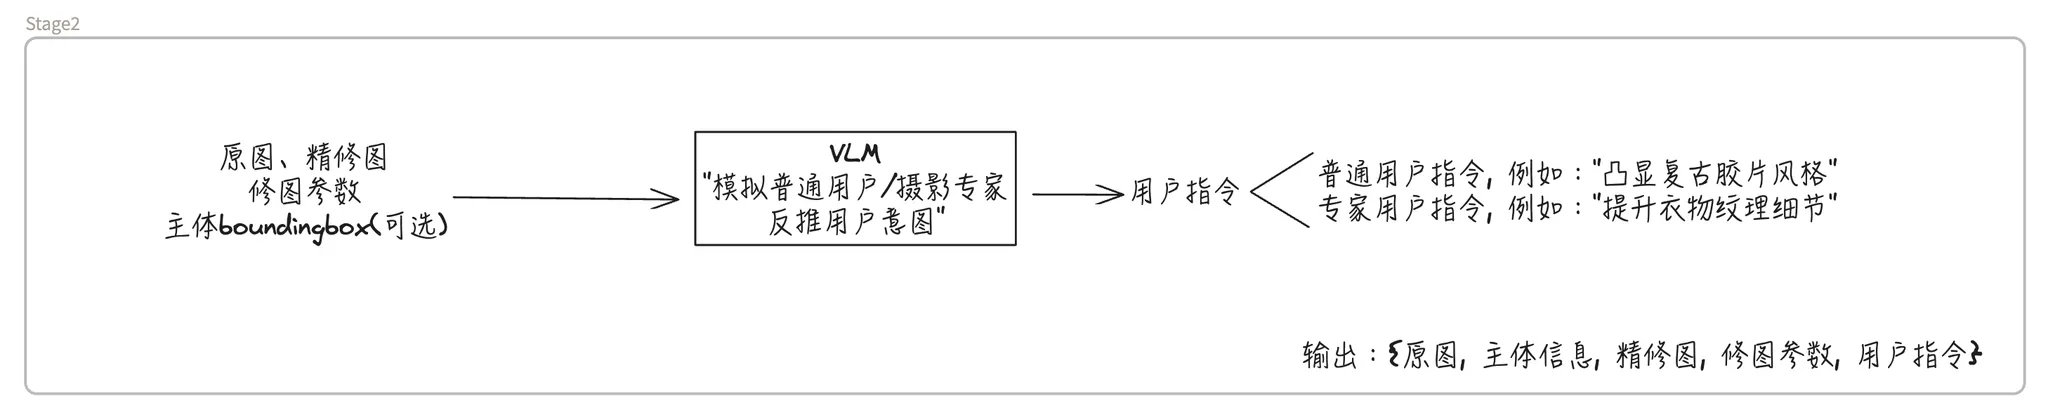 Stage2
原图、精修图
修图参数
主体boundingbox(可选)
VLM
"模拟普通用户/摄影专家
反推用户意图"
用户指令
普通用户指令, 例如："凸显复古胶片风格"
专家用户指令, 例如："提升衣物纹理细节"
输出：{原图, 主体信息, 精修图, 修图参数, 用户指令}